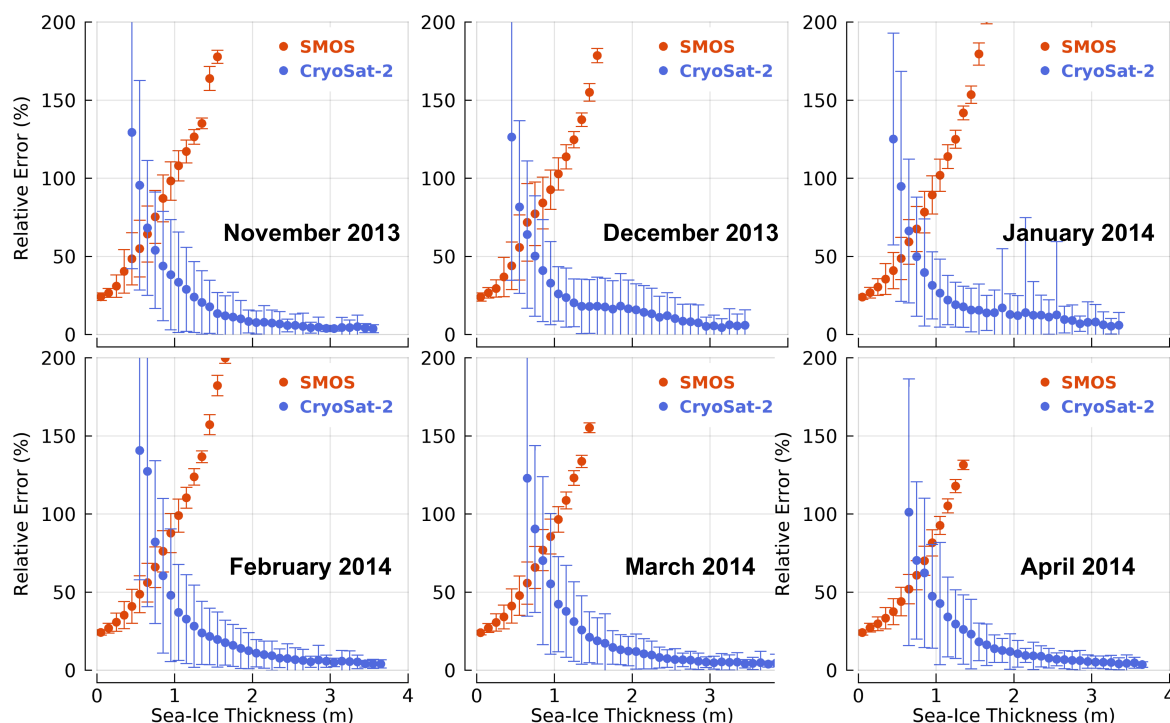 200
150
100
50
0
Relative Error (%)
SMOS
CryoSat-2
November 2013
200
150
100
50
0
SMOS
CryoSat-2
December 2013
200
150
100
50
0
SMOS
CryoSat-2
January 2014
200
150
100
50
0
Relative Error (%)
SMOS
CryoSat-2
February 2014
0 1 2 3 4
Sea-Ice Thickness (m)
200
150
100
50
0
SMOS
CryoSat-2
March 2014
0 1 2 3
Sea-Ice Thickness (m)
200
150
100
50
0
Relative Error (%)
SMOS
CryoSat-2
April 2014
0 1 2 3 4
Sea-Ice Thickness (m)